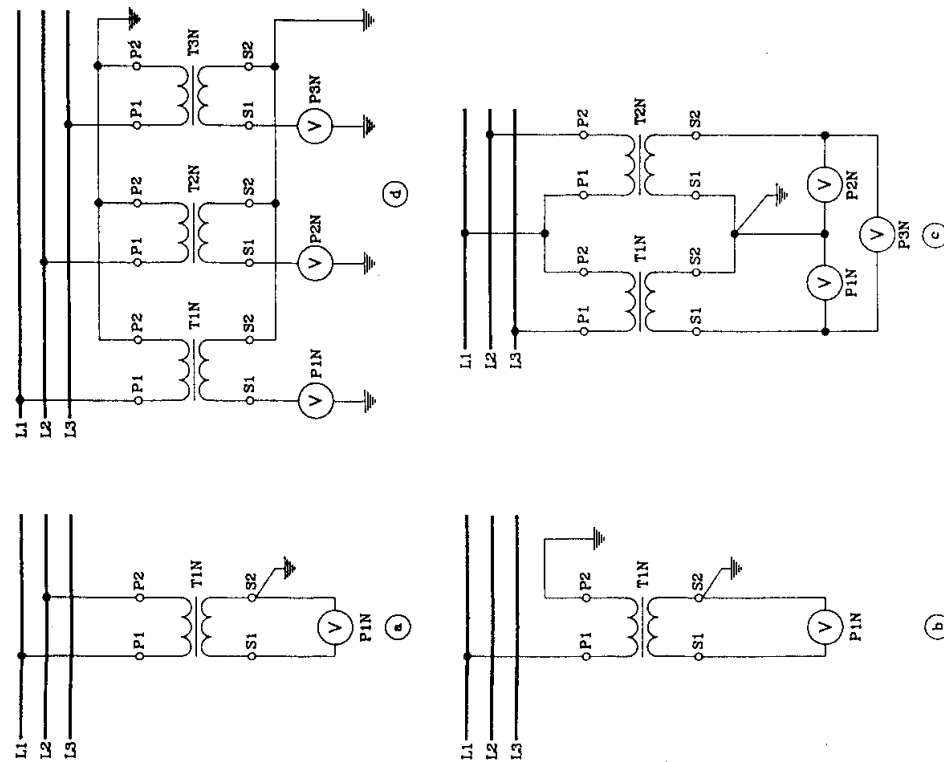 L1
L2
L3
P1 P2
T1N
S1 S2
V
P1N
a
L1
L2
L3
P1 P2
T1N
S1 S2
V
P1N
b
L1
L2
L3
P1 P2 P1 P2
T1N T2N
S1 S2 S1 S2
V V
P1N P2N
V
P3N
c
L1
L2
L3
P1 P2 P1 P2 P1 P2
T1N T2N T3N
S1 S2 S1 S2 S1 S2
V V V
P1N P2N P3N
d